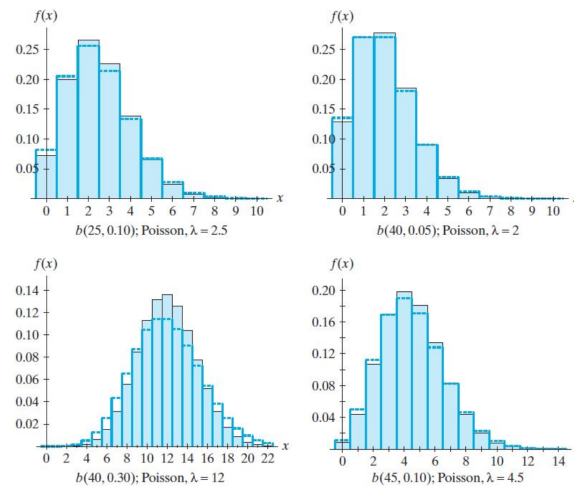 f(x)
0.25
0.20
0.15
0.10
0.05
0 1 2 3 4 5 6 7 8 9 10 x
b(25, 0.10); Poisson, λ = 2.5
f(x)
0.25
0.20
0.15
0.10
0.05
0 1 2 3 4 5 6 7 8 9 10
b(40, 0.05); Poisson, λ = 2
f(x)
0.14
0.12
0.10
0.08
0.06
0.04
0.02
0 2 4 6 8 10 12 14 16 18 20 22 x
b(40, 0.30); Poisson, λ = 12
f(x)
0.20
0.16
0.12
0.08
0.04
0 2 4 6 8 10 12 14
b(45, 0.10); Poisson, λ = 4.5